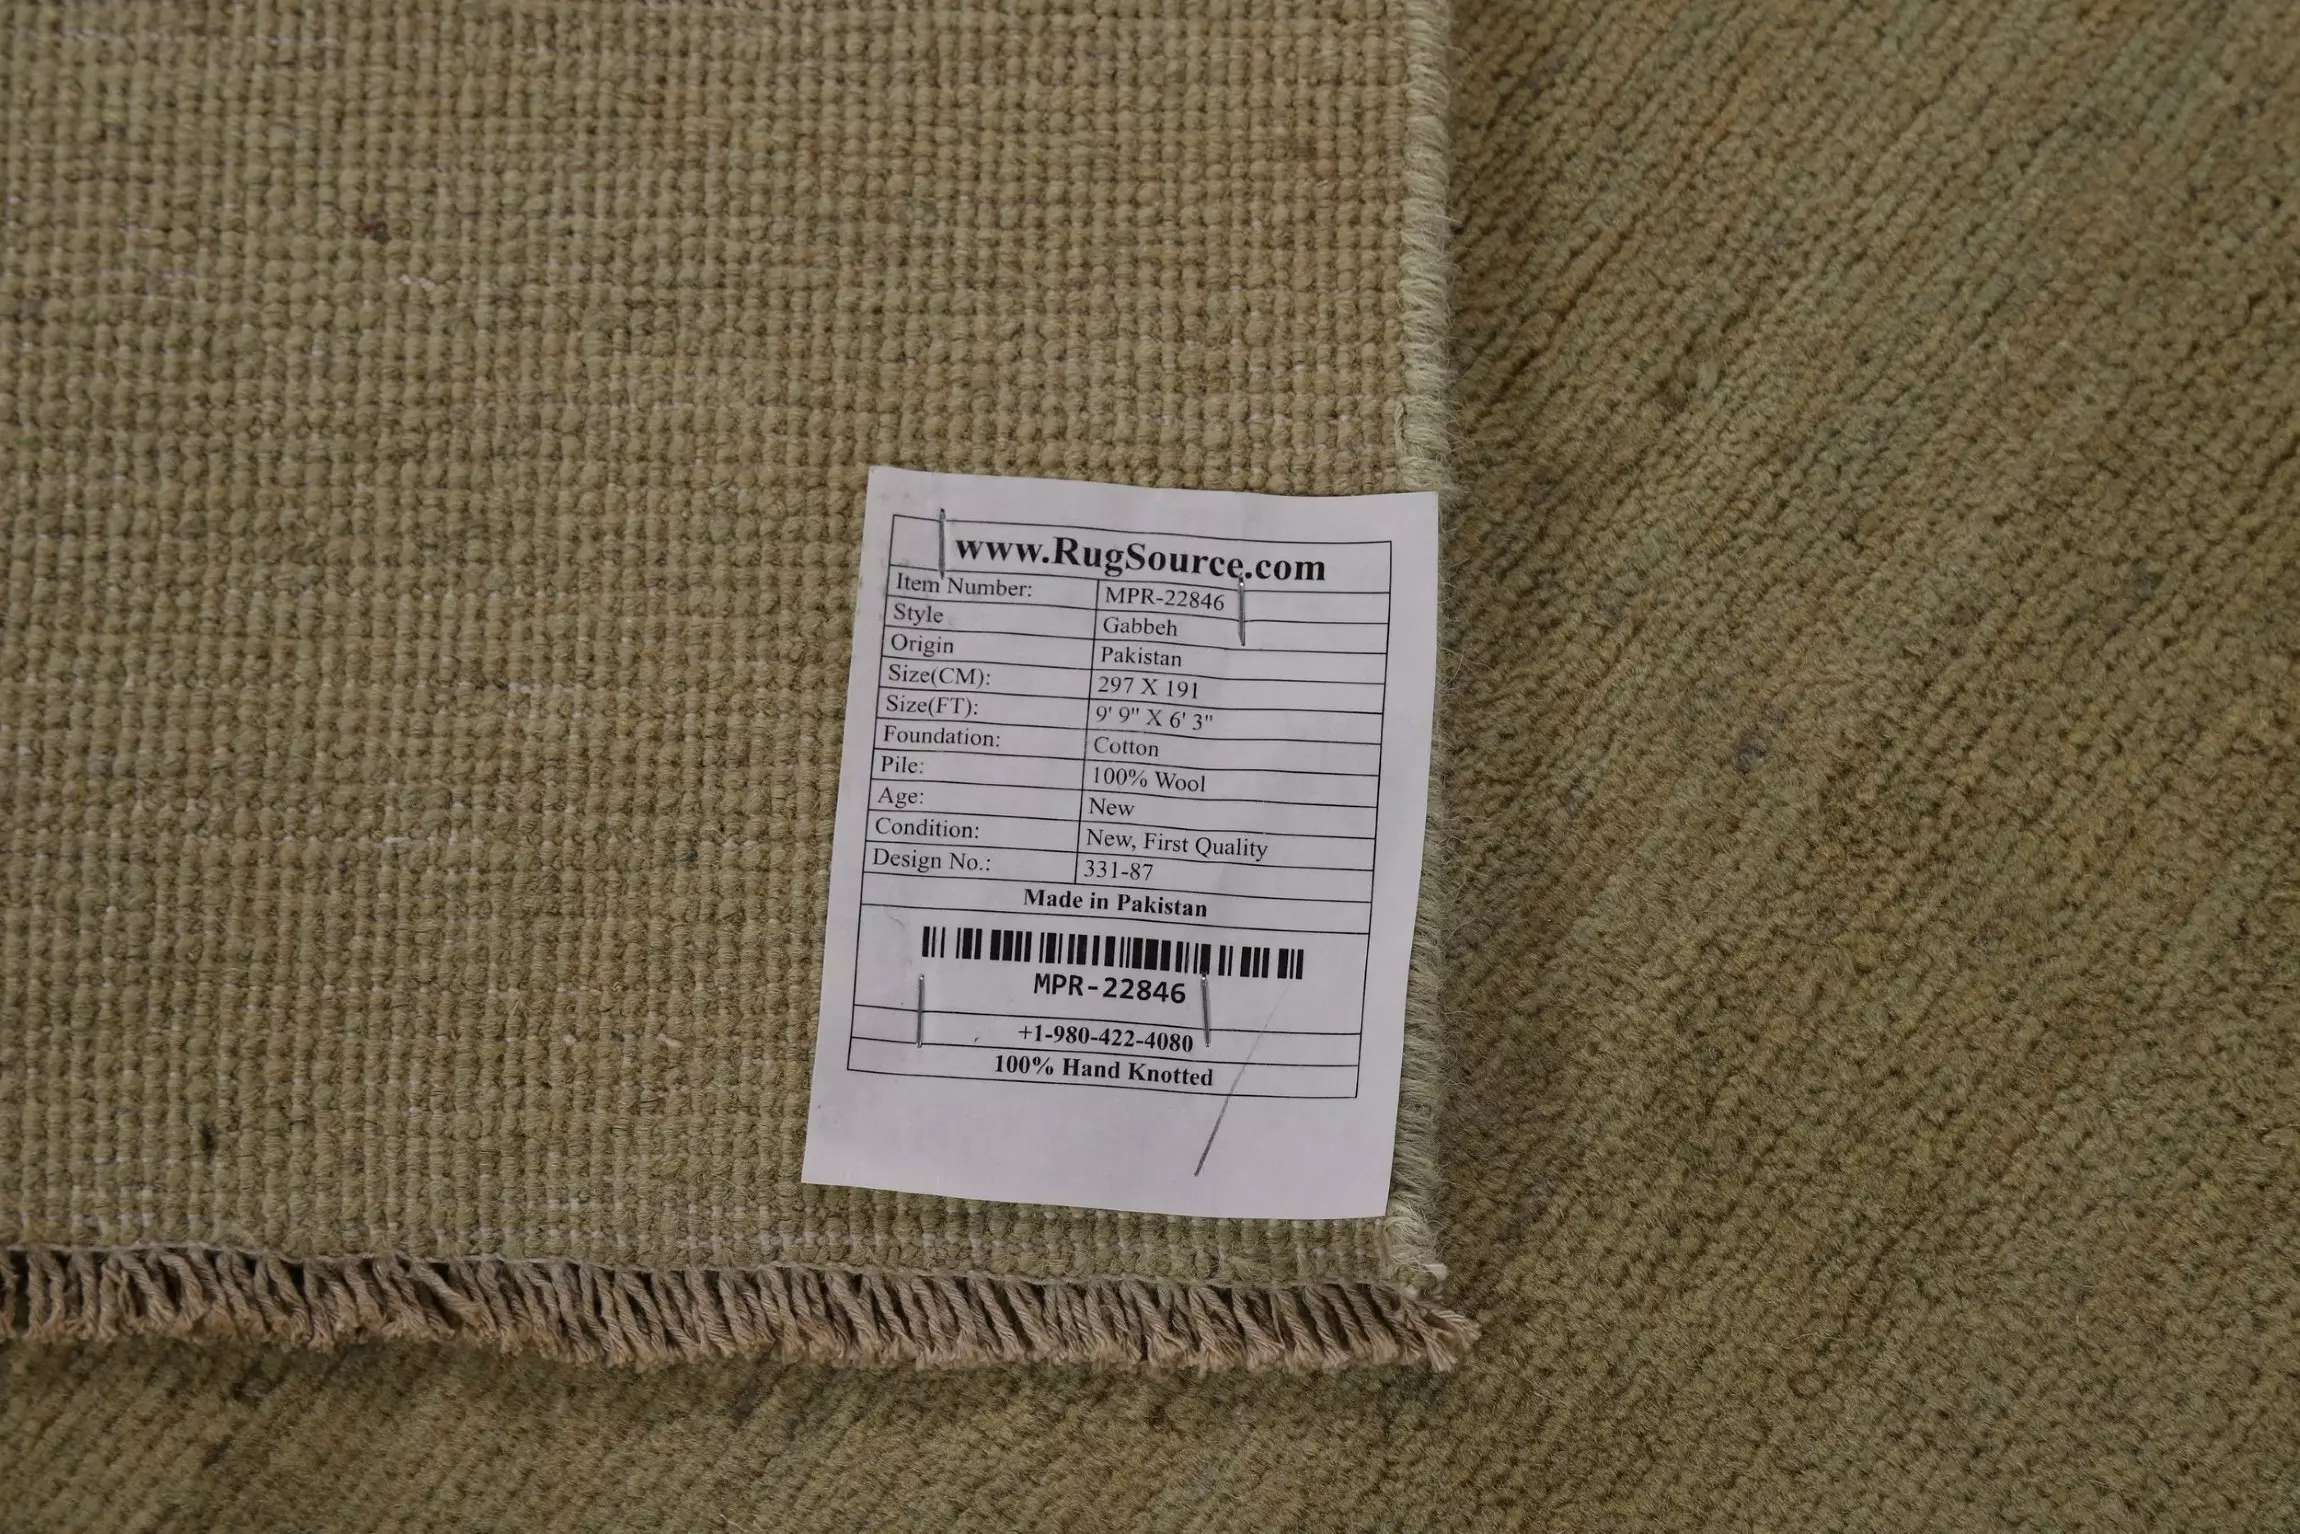 www.RugSource.com
Item Number: MPR-22846
Style Gabbeh
Origin Pakistan
Size(CM): 297 X 191
Size(FT): 9' 9" X 6' 3"
Foundation: Cotton
Pile: 100% Wool
Age: New
Condition: New, First Quality
Design No.: 331-87
Made in Pakistan
MPR-22846
+1-980-422-4080
100% Hand Knotted